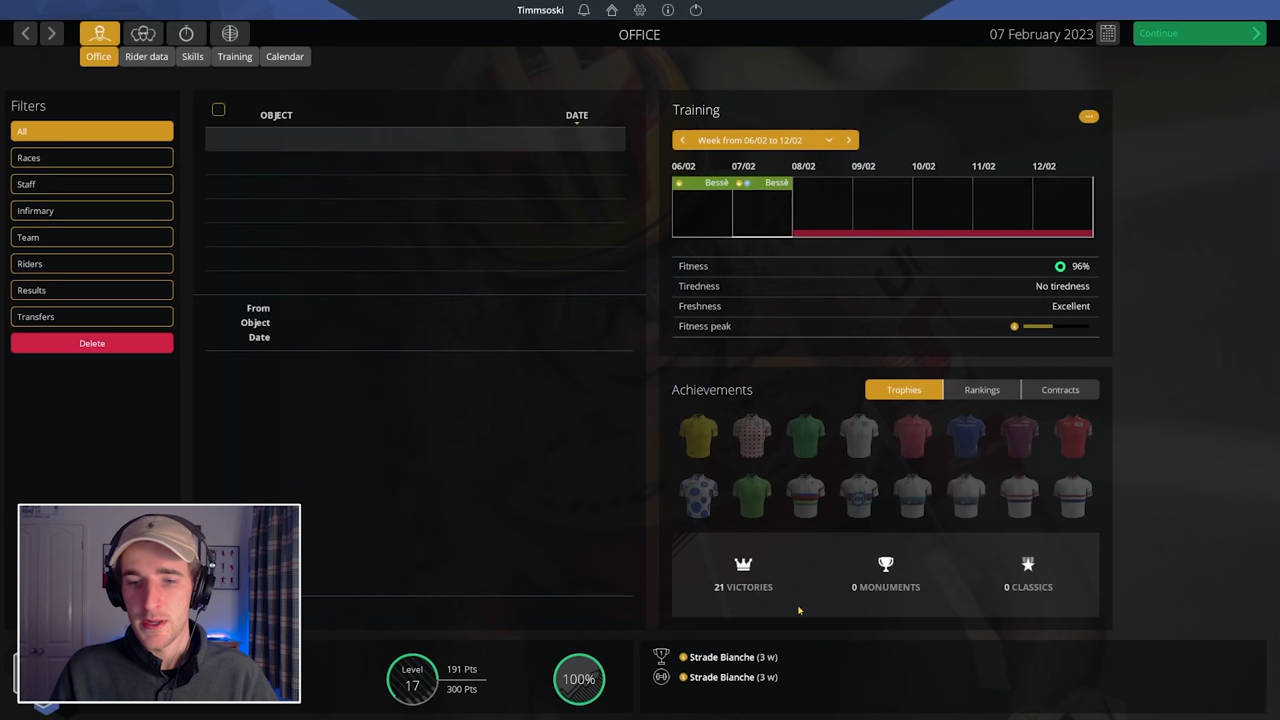 Timmsoski
OFFICE
07 February 2023
Continue
Office
Rider data
Skills
Training
Calendar
Filters
All
Races
Staff
Infirmary
Team
Riders
Results
Transfers
Delete
OBJECT
DATE
From
Object
Date
Training
Week from 06/02 to 12/02
06/02 07/02 08/02 09/02 10/02 11/02 12/02
Bessè Bessè
Fitness 96%
Tiredness No tiredness
Freshness Excellent
Fitness peak
Achievements
Trophies
Rankings
Contracts
21 VICTORIES
0 MONUMENTS
0 CLASSICS
Level
17
191 Pts
300 Pts
100%
Strade Bianche (3 w)
Strade Bianche (3 w)